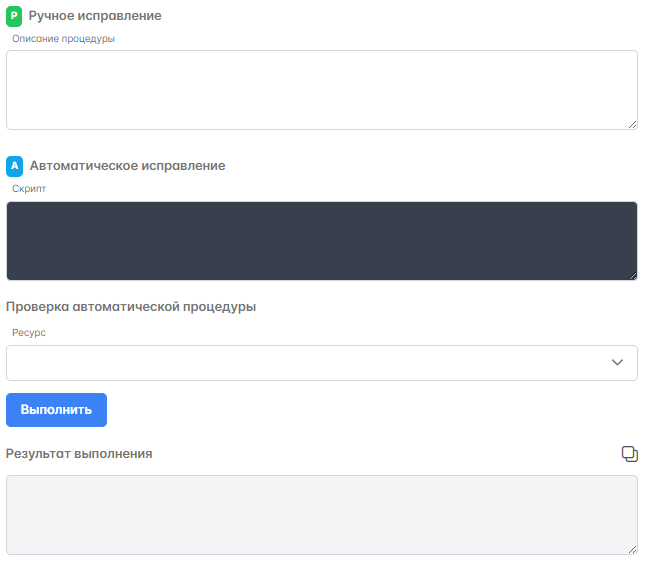 Р Ручное исправление
Описание процедуры
А Автоматическое исправление
Скрипт
Проверка автоматической процедуры
Ресурс
Выполнить
Результат выполнения